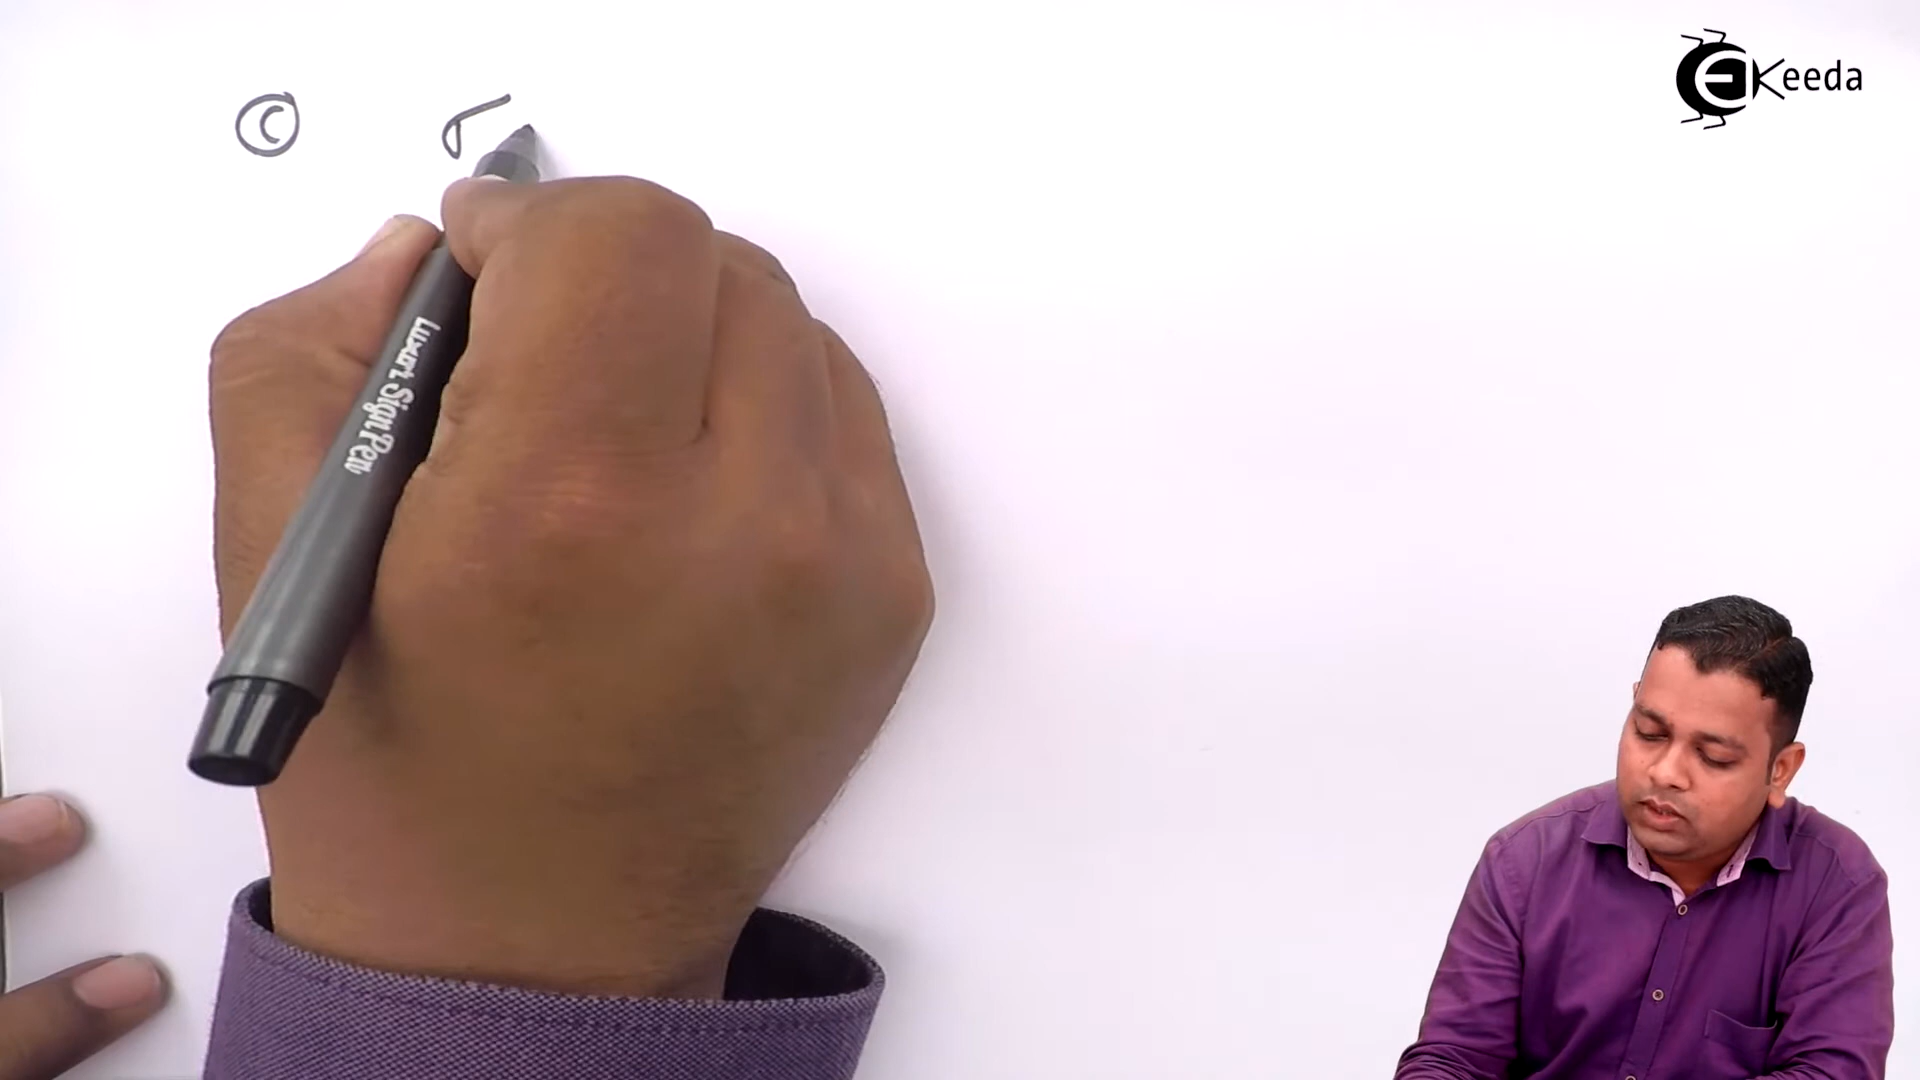 Ⓒ σ
EKeeda
Luxor Sign Pen